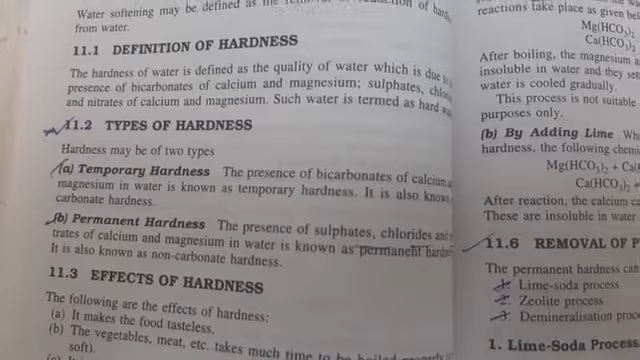 Water softening may be defined as the
from water.
11.1 DEFINITION OF HARDNESS
The hardness of water is defined as the quality of water which is due
presence of bicarbonates of calcium and magnesium; sulphates,
and nitrates of calcium and magnesium. Such water is termed as hard
11.2 TYPES OF HARDNESS
Hardness may be of two types
(a) Temporary Hardness The presence of bicarbonates of calcium
magnesium in water is known as temporary hardness. It is also
carbonate hardness.
(b) Permanent Hardness The presence of sulphates, chlorides and
trates of calcium and magnesium in water is known as permanent
It is also known as non-carbonate hardness.
11.3 EFFECTS OF HARDNESS
The following are the effects of hardness:
(a) It makes the food tasteless.
(b) The vegetables, meat, etc. takes much time to be
soft).
reactions take place as given
Mg(HCO₃)₂
Ca(HCO₃)₂
After boiling, the magnesium
insoluble in water and they
water is cooled gradually.
This process is not suitable
purposes only.
(b) By Adding Lime
hardness, the following
Mg(HCO₃)₂ +
Ca(HCO₃)₂
After reaction, the calcium
These are insoluble in water
11.6 REMOVAL OF
The permanent hardness can
1. Lime-soda process
2. Zeolite process
3. Demineralisation
1. Lime-Soda Process